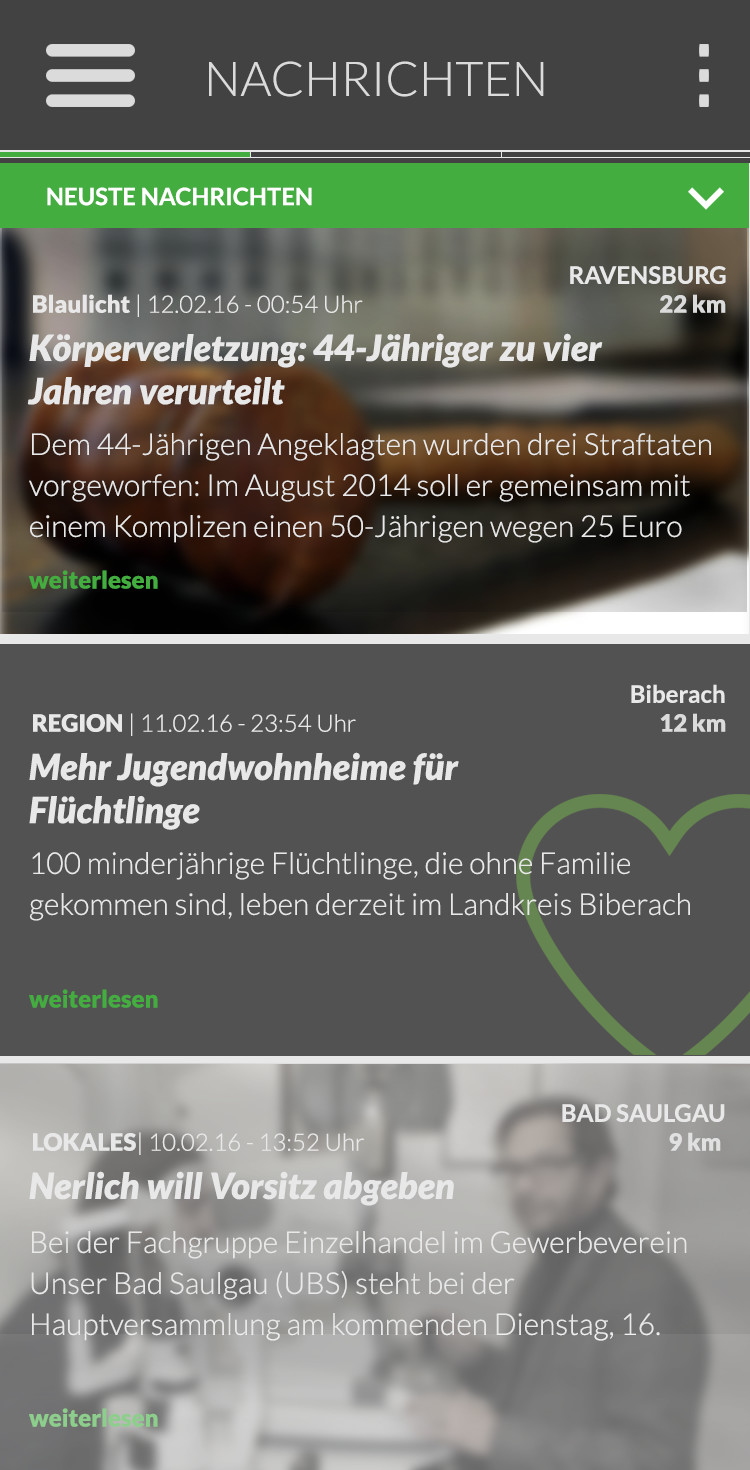 NACHRICHTEN
NEUSTE NACHRICHTEN
RAVENSBURG
Blaulicht | 12.02.16 - 00:54 Uhr
22 km
Körperverletzung: 44-Jähriger zu vier
Jahren verurteilt
Dem 44-Jährigen Angeklagten wurden drei Straftaten
vorgeworfen: Im August 2014 soll er gemeinsam mit
einem Komplizen einen 50-Jährigen wegen 25 Euro
weiterlesen
Biberach
REGION | 11.02.16 - 23:54 Uhr
12 km
Mehr Jugendwohnheime für
Flüchtlinge
100 minderjährige Flüchtlinge, die ohne Familie
gekommen sind, leben derzeit im Landkreis Biberach
weiterlesen
BAD SAULGAU
LOKALES| 10.02.16 - 13:52 Uhr
9 km
Nerlich will Vorsitz abgeben
Bei der Fachgruppe Einzelhandel im Gewerbeverein
Unser Bad Saulgau (UBS) steht bei der
Hauptversammlung am kommenden Dienstag, 16.
weiterlesen